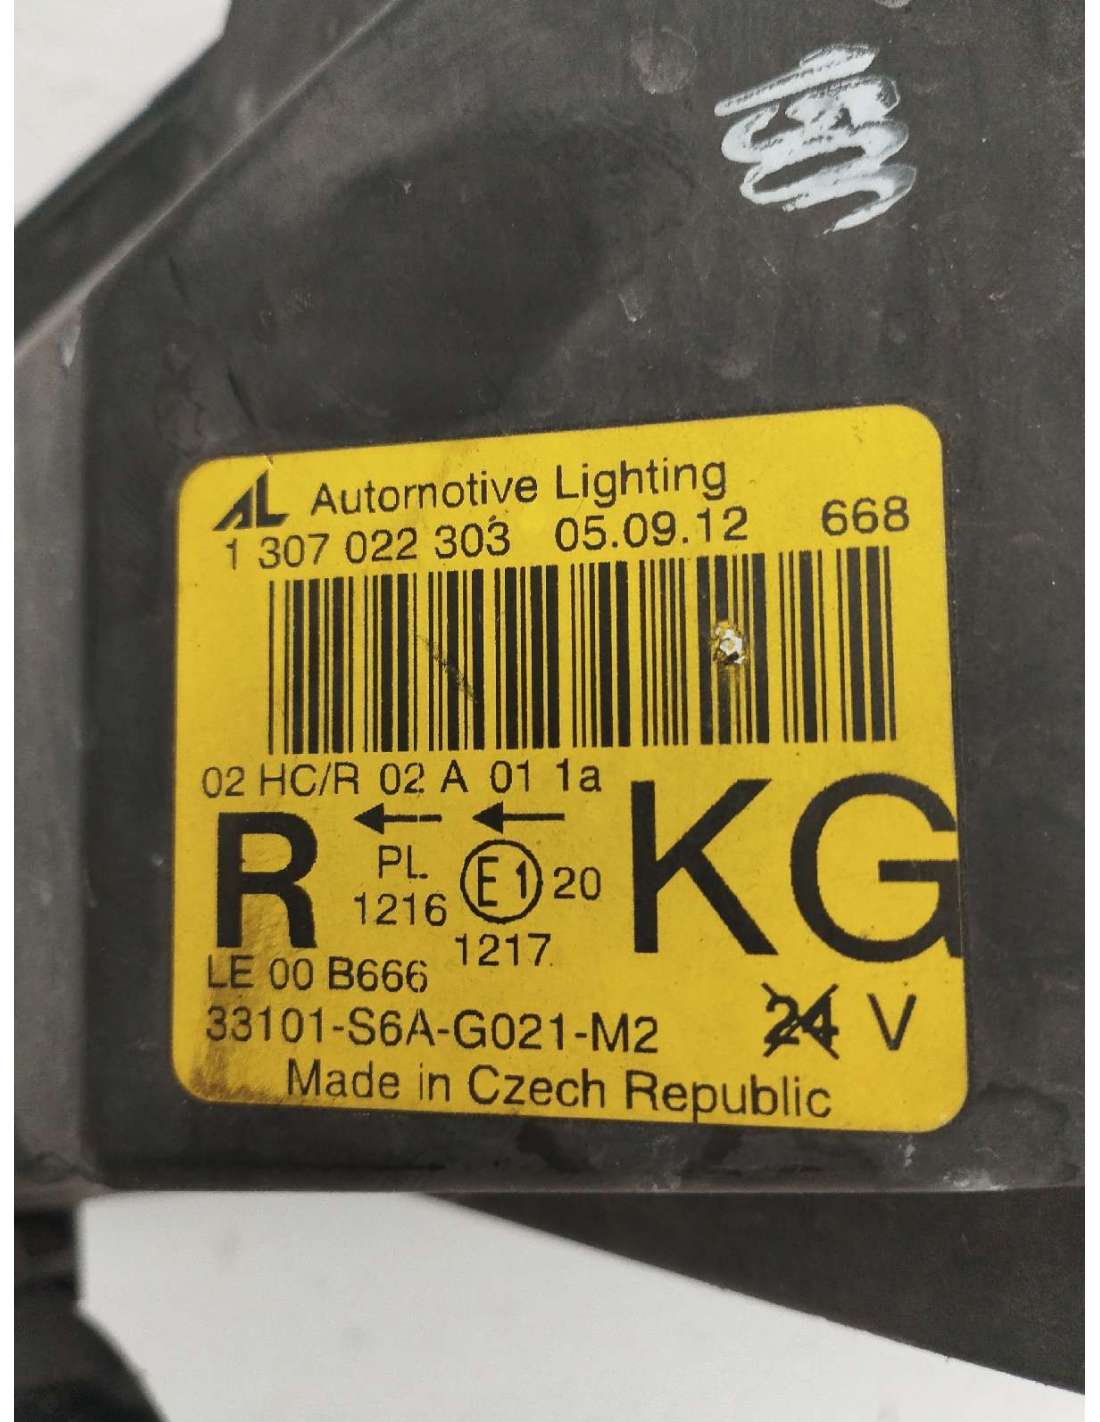 AL Automotive Lighting
1 307 022 303 05.09.12 668
02 HC/R 02 A 01 1a
R KG
PL
1216 E1 20
1217
LE 00 B666
33101-S6A-G021-M2 24 V
Made in Czech Republic